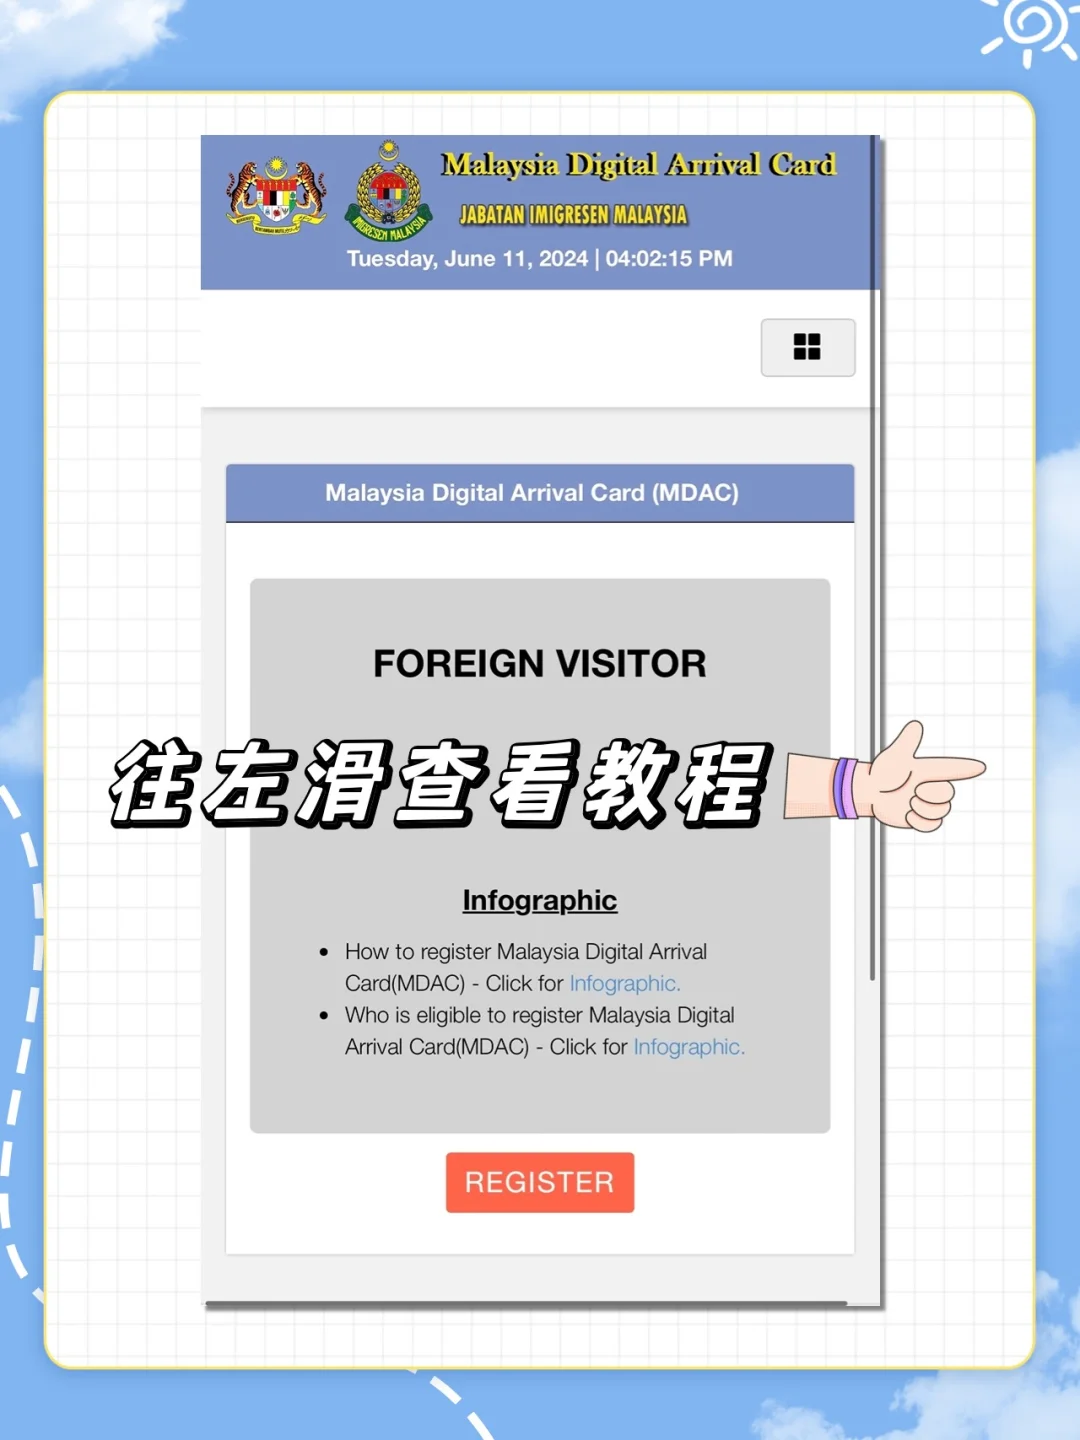 Malaysia Digital Arrival Card
JABATAN IMIGRESEN MALAYSIA
IMIGRESEN MALAYSIA
Tuesday, June 11, 2024 | 04:02:15 PM
Malaysia Digital Arrival Card (MDAC)
FOREIGN VISITOR
往左滑查看教程
Infographic
• How to register Malaysia Digital Arrival
Card(MDAC) - Click for Infographic.
• Who is eligible to register Malaysia Digital
Arrival Card(MDAC) - Click for Infographic.
REGISTER